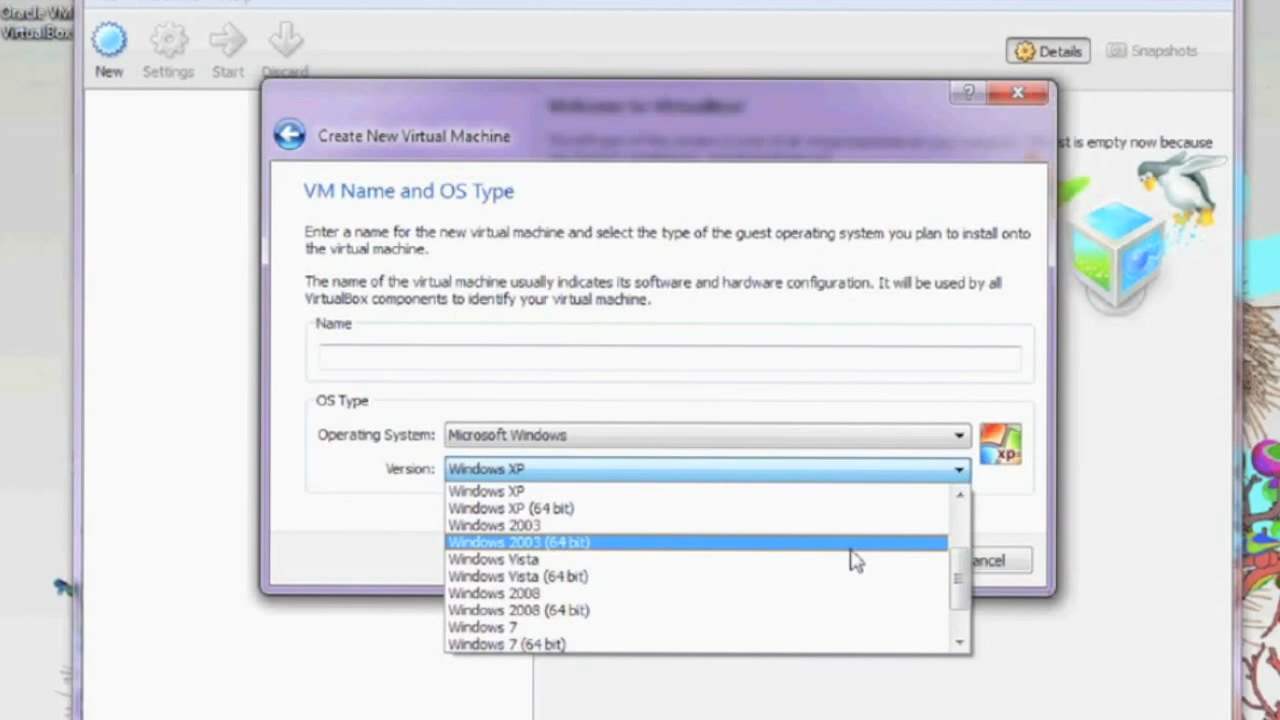 Oracle VM
VirtualBox
New
Settings
Start
Discard
Details
Snapshots
Welcome to VirtualBox!
?
x
st is empty now because
Create New Virtual Machine
VM Name and OS Type
Enter a name for the new virtual machine and select the type of the guest operating system you plan to install onto
the virtual machine.
The name of the virtual machine usually indicates its software and hardware configuration. It will be used by all
VirtualBox components to identify your virtual machine.
Name
OS Type
Operating System: Microsoft Windows
xp
Version: Windows XP
Windows XP
Windows XP (64 bit)
Windows 2003
Windows 2003 (64 bit)
Windows Vista
ancel
Windows Vista (64 bit)
Windows 2008
Windows 2008 (64 bit)
Windows 7
Windows 7 (64 bit)